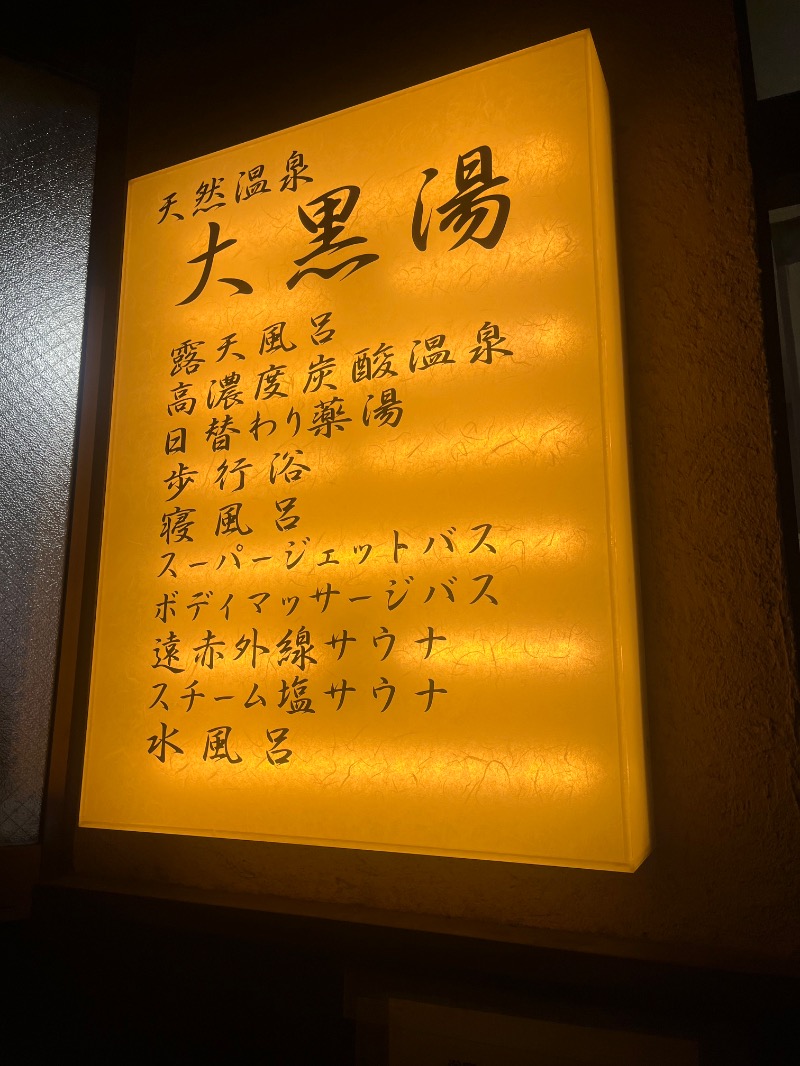 天然温泉
大黒湯
露天風呂
高濃度炭酸温泉
日替わり薬湯
歩行浴
寝風呂
スーパージェットバス
ボディマッサージバス
遠赤外線サウナ
スチーム塩サウナ
水風呂